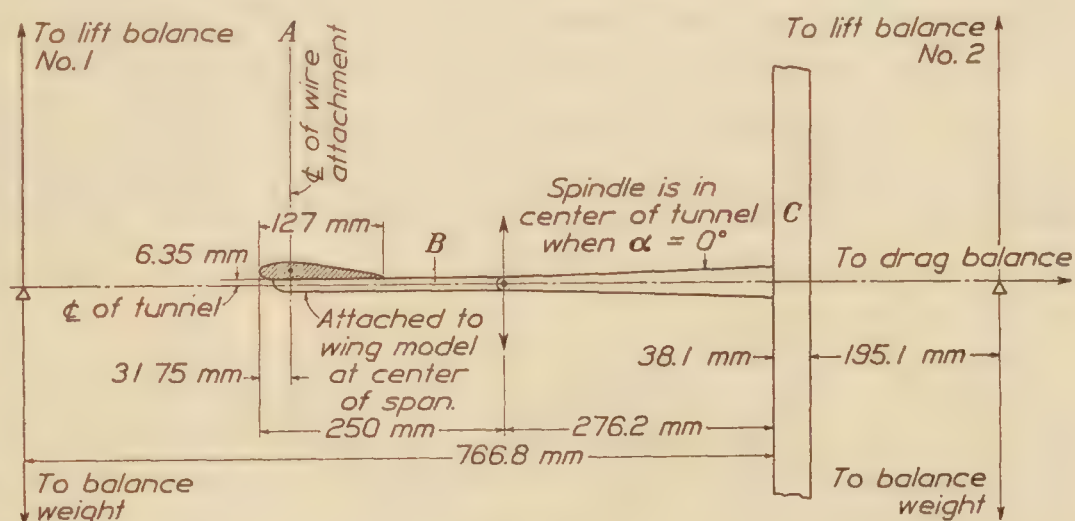 To lift balance
No. 1
A
℄ of wire
attachment
To lift balance
No. 2
127 mm
6.35 mm
B
Spindle is in
center of tunnel
when α = 0°
C
To drag balance
℄ of tunnel
Attached to
wing model
at center
of span.
31 75 mm
38.1 mm
195.1 mm
250 mm
276.2 mm
766.8 mm
To balance
weight
To balance
weight